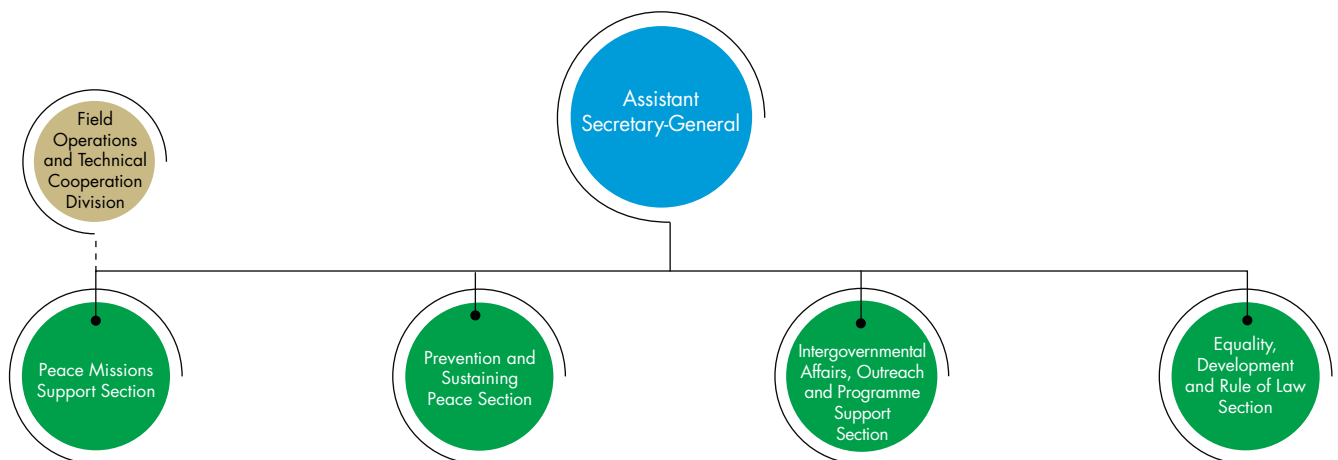 Assistant
Secretary-General
Field
Operations
and Technical
Cooperation
Division
Peace Missions
Support Section
Prevention and
Sustaining
Peace Section
Intergovernmental
Affairs, Outreach
and Programme
Support
Section
Equality,
Development
and Rule of Law
Section